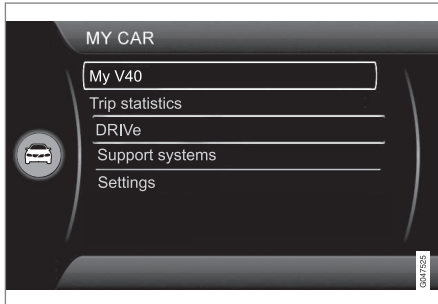 MY CAR
My V40
Trip statistics
DRIVe
Support systems
Settings
G047525